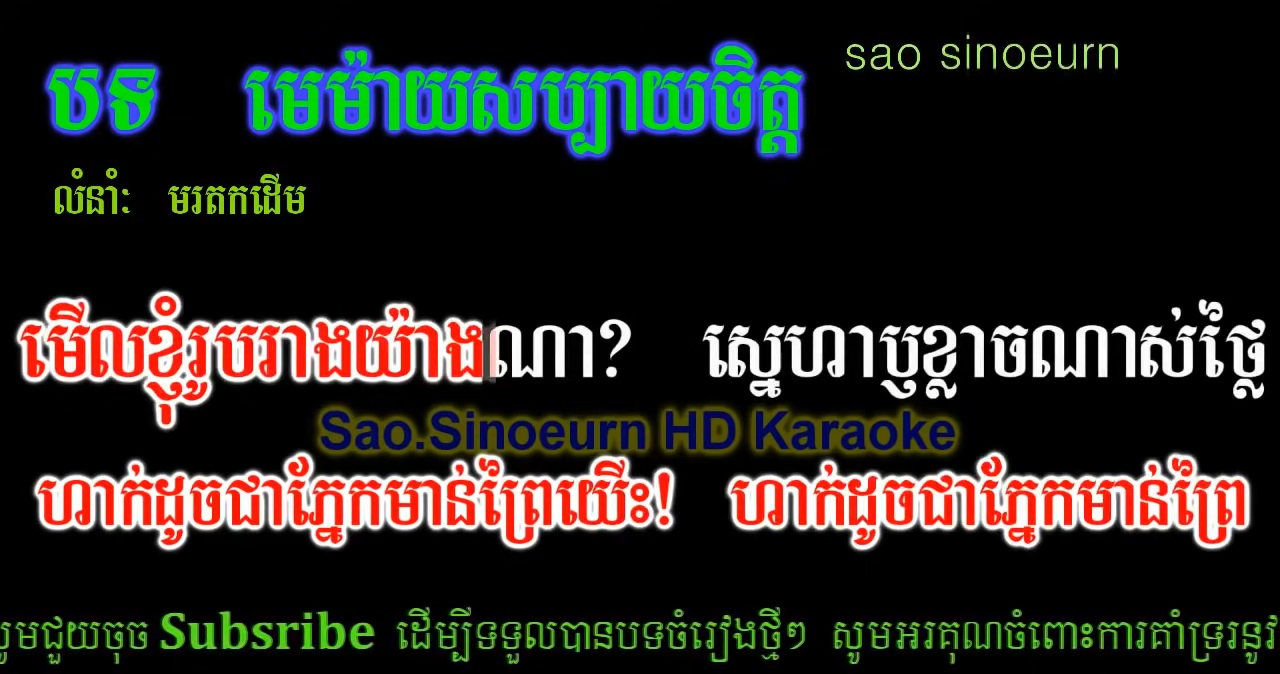 បទ មេម៉ាយសប្បាយចិត្ត
sao sinoeurn
លំនាំៈ មរតកដើម
មើលខ្ញុំរូបរាងយ៉ាងណា? ស្នេហាប្ញខ្លាចណាស់ថ្លៃ
Sao.Sinoeurn HD Karaoke
ហាក់ដូចជាភ្នែកមាន់ព្រៃយើះ! ហាក់ដូចជាភ្នែកមាន់ព្រៃ
សូមជួយចុច Subsribe ដើម្បីទទួលបានបទចំរៀងថ្មីៗ សូមអរគុណចំពោះការគាំទ្រ